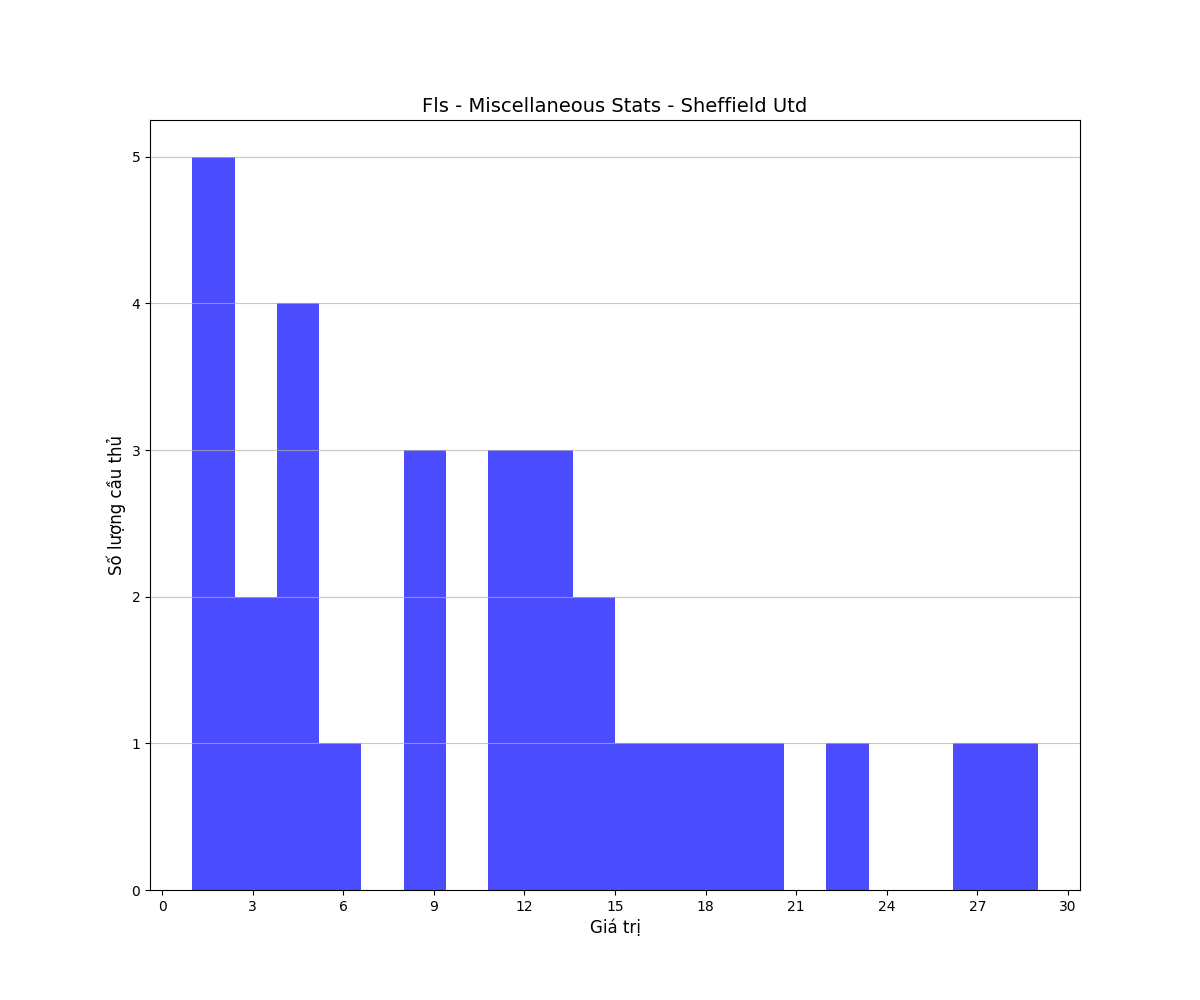 Fls - Miscellaneous Stats - Sheffield Utd
5
4
3
2
1
0
Số lượng cầu thủ
0 3 6 9 12 15 18 21 24 27 30
Giá trị